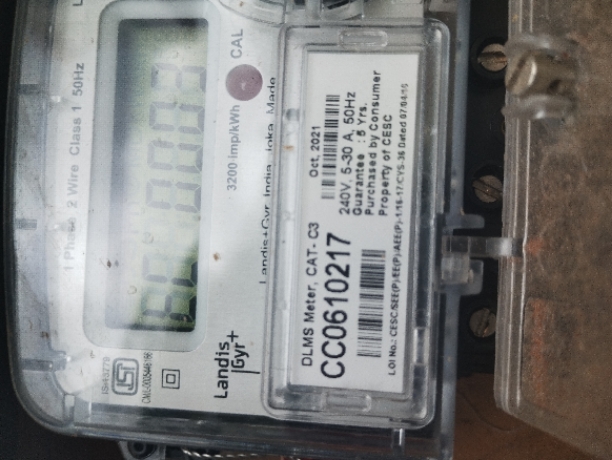 1 Phase 2 Wire Class 1 50Hz
3200 imp/kWh
CAL
Landis+Gyr India Joka Made
IS13779
ISI
Landis
Gyr+
DLMS Meter, CAT- C3
Oct, 2021
CC0610217
240V, 5-30 A, 50Hz
Guarantee : 5 Yrs.
Purchased by Consumer
Property of CESC